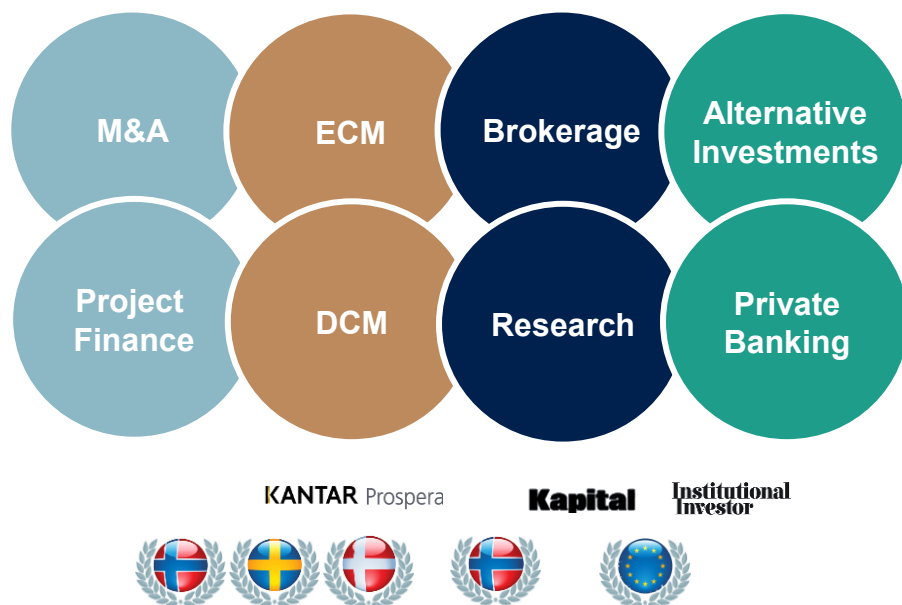 M&A
ECM
Brokerage
Alternative
Investments
Project
Finance
DCM
Research
Private
Banking
KANTAR Prospera
Kapital
Institutional
Investor